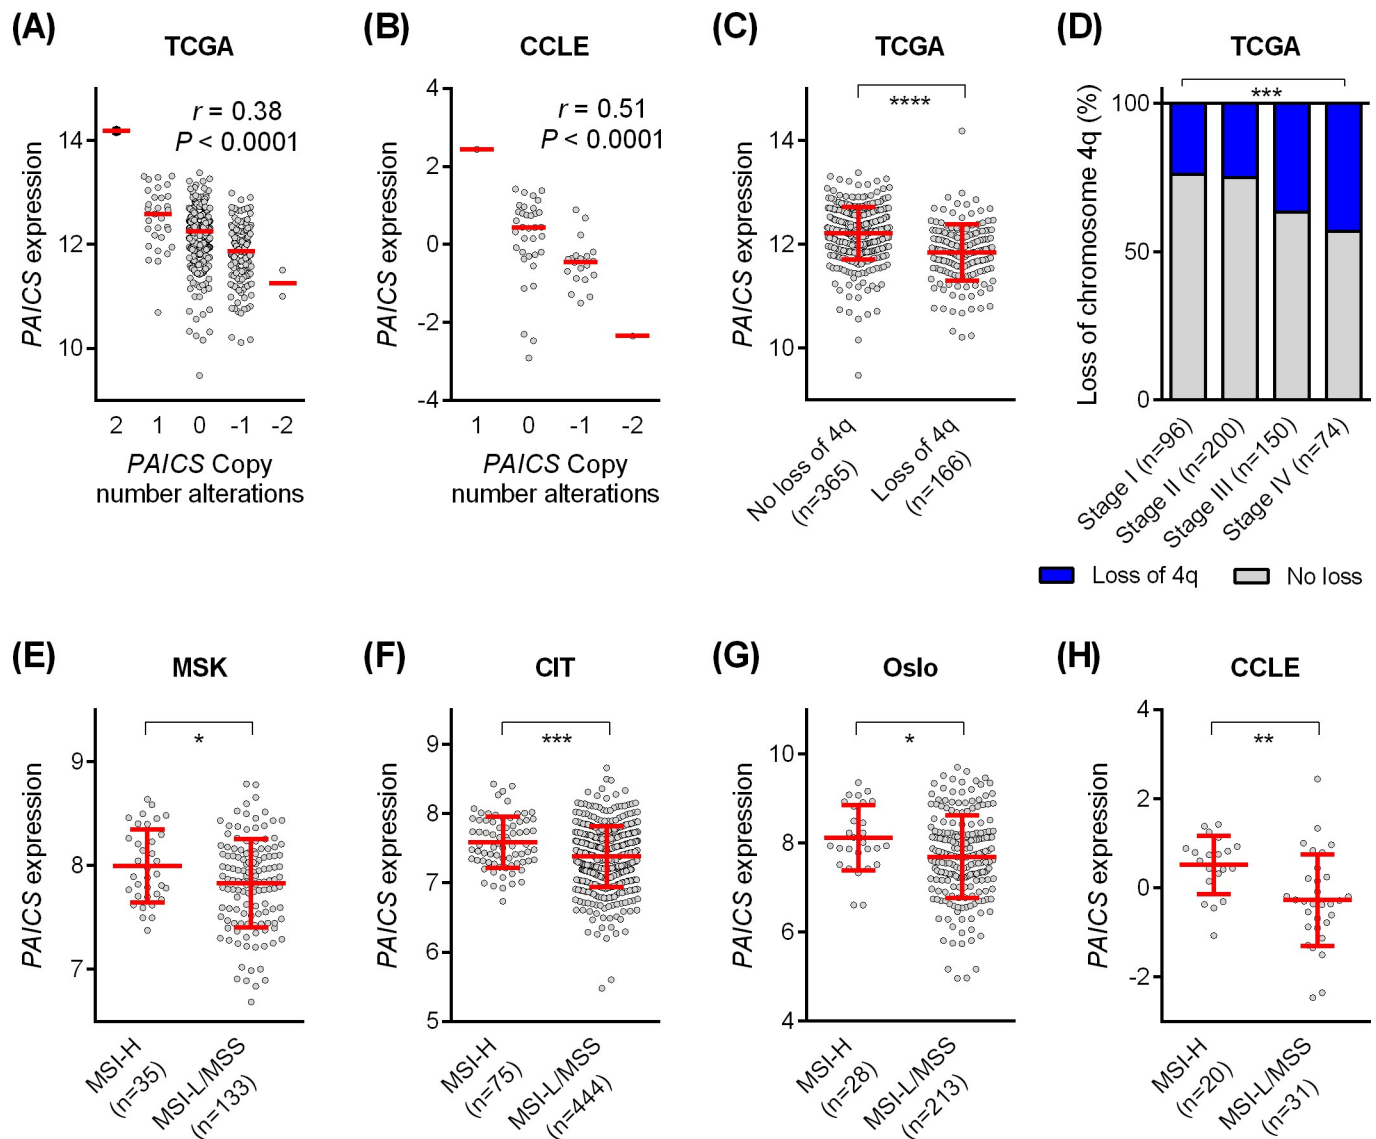 (A)
TCGA
r = 0.38
P < 0.0001
PAICS expression
14
12
10
2 1 0 -1 -2
PAICS Copy
number alterations
(B)
CCLE
r = 0.51
P < 0.0001
PAICS expression
4
2
0
-2
-4
1 0 -1 -2
PAICS Copy
number alterations
(C)
TCGA
****
PAICS expression
14
12
10
No loss of 4q
(n=365)
Loss of 4q
(n=166)
(D)
TCGA
***
Loss of chromosome 4q (%)
100
50
0
Stage I (n=96)
Stage II (n=200)
Stage III (n=150)
Stage IV (n=74)
Loss of 4q
No loss
(E)
MSK
*
PAICS expression
9
8
7
MSI-H
(n=35)
MSI-L/MSS
(n=133)
(F)
CIT
***
PAICS expression
9
8
7
6
5
MSI-H
(n=75)
MSI-L/MSS
(n=444)
(G)
Oslo
*
PAICS expression
10
8
6
4
MSI-H
(n=28)
MSI-L/MSS
(n=213)
(H)
CCLE
**
PAICS expression
4
2
0
-2
MSI-H
(n=20)
MSI-L/MSS
(n=31)